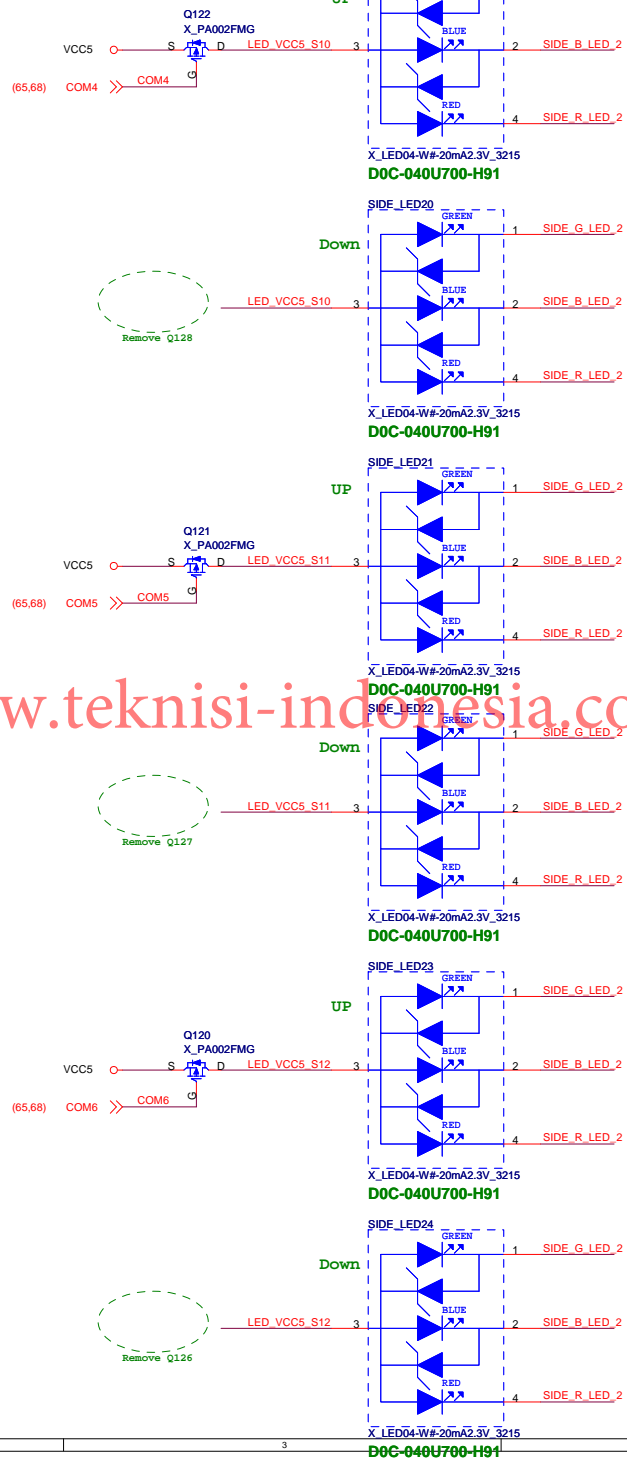 UP
Q122
X_PA002FMG
BLUE
VCC5 S D LED_VCC5_S10 3 2 SIDE_B_LED_2
G
(65,68) COM4 COM4
RED
4 SIDE_R_LED_2
X_LED04-W#-20mA2.3V_3215
D0C-040U700-H91
SIDE_LED20
GREEN
1 SIDE_G_LED_2
Down
BLUE
LED_VCC5_S10 3 2 SIDE_B_LED_2
Remove Q128
RED
4 SIDE_R_LED_2
X_LED04-W#-20mA2.3V_3215
D0C-040U700-H91
SIDE_LED21
GREEN
UP 1 SIDE_G_LED_2
Q121
X_PA002FMG
BLUE
VCC5 S D LED_VCC5_S11 3 2 SIDE_B_LED_2
G
(65,68) COM5 COM5
RED
4 SIDE_R_LED_2
X_LED04-W#-20mA2.3V_3215
D0C-040U700-H91
w.teknisi-indonesia.co
SIDE_LED22
GREEN
1 SIDE_G_LED_2
Down
BLUE
LED_VCC5_S11 3 2 SIDE_B_LED_2
Remove Q127
RED
4 SIDE_R_LED_2
X_LED04-W#-20mA2.3V_3215
D0C-040U700-H91
SIDE_LED23
GREEN
1 SIDE_G_LED_2
UP
Q120
X_PA002FMG
BLUE
VCC5 S D LED_VCC5_S12 3 2 SIDE_B_LED_2
G
(65,68) COM6 COM6
RED
4 SIDE_R_LED_2
X_LED04-W#-20mA2.3V_3215
D0C-040U700-H91
SIDE_LED24
GREEN
1 SIDE_G_LED_2
Down
BLUE
LED_VCC5_S12 3 2 SIDE_B_LED_2
Remove Q126
RED
4 SIDE_R_LED_2
X_LED04-W#-20mA2.3V_3215
3
D0C-040U700-H91